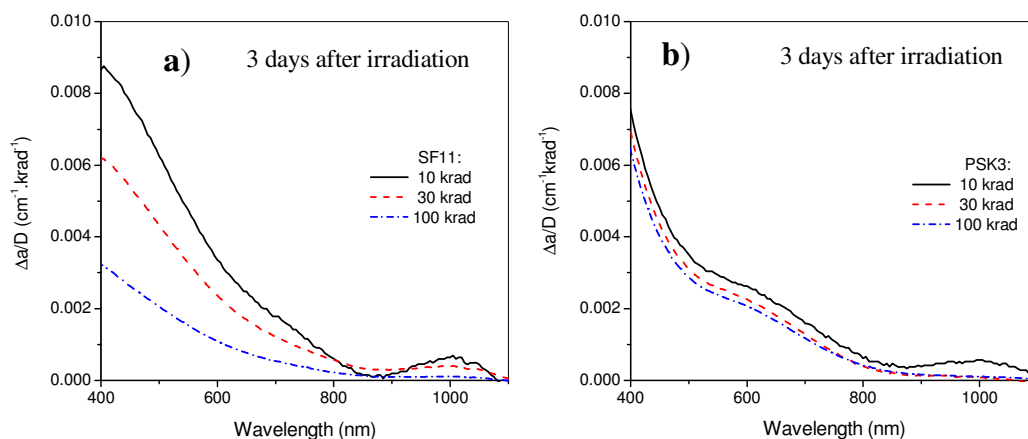 a) 3 days after irradiation
0.010
0.008
0.006
0.004
0.002
0.000
Δa/D (cm⁻¹.krad⁻¹)
SF11:
10 krad
30 krad
100 krad
400 600 800 1000
Wavelength (nm)
b) 3 days after irradiation
0.010
0.008
0.006
0.004
0.002
0.000
Δa/D (cm⁻¹krad⁻¹)
PSK3:
10 krad
30 krad
100 krad
400 600 800 1000
Wavelength (nm)